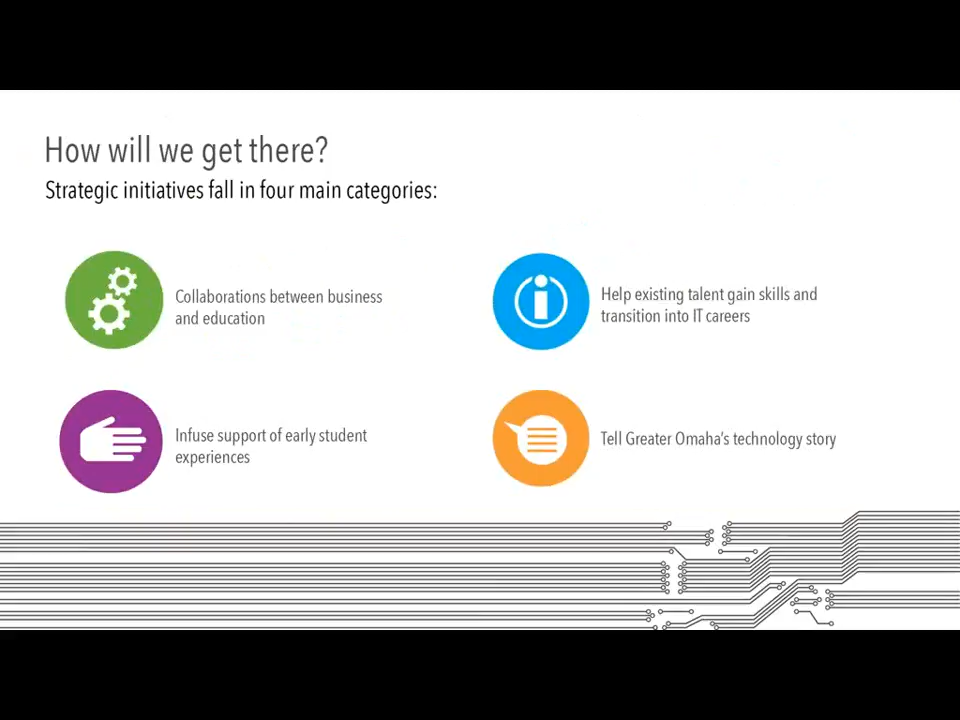 How will we get there?
Strategic initiatives fall in four main categories:
Collaborations between business
and education
Help existing talent gain skills and
transition into IT careers
Infuse support of early student
experiences
Tell Greater Omaha's technology story